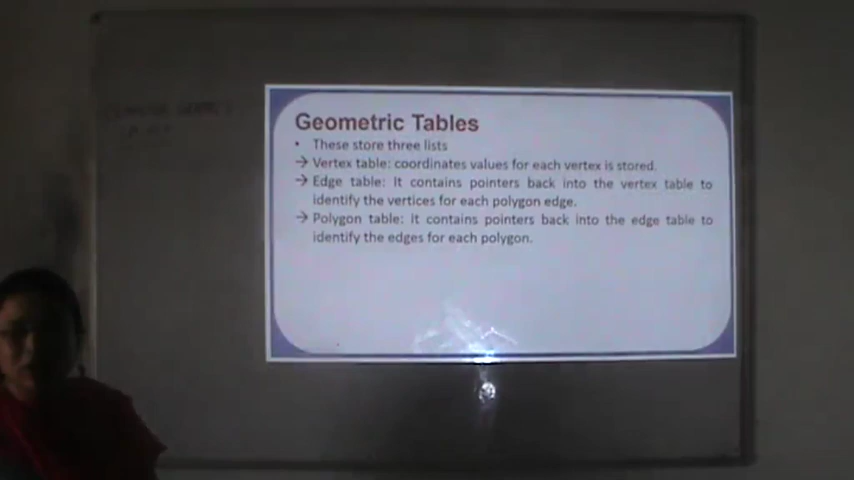 Geometric Tables
• These store three lists
→ Vertex table: coordinates values for each vertex is stored.
→ Edge table: It contains pointers back into the vertex table to
identify the vertices for each polygon edge.
→ Polygon table: It contains pointers back into the edge table to
identify the edges for each polygon.